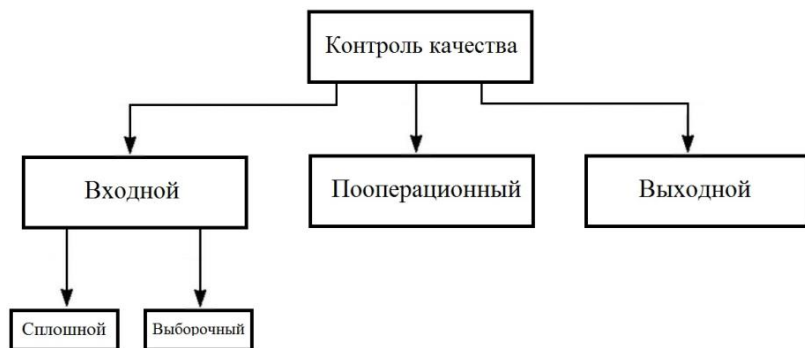 Контроль качества
Входной
Пооперационный
Выходной
Сплошной
Выборочный